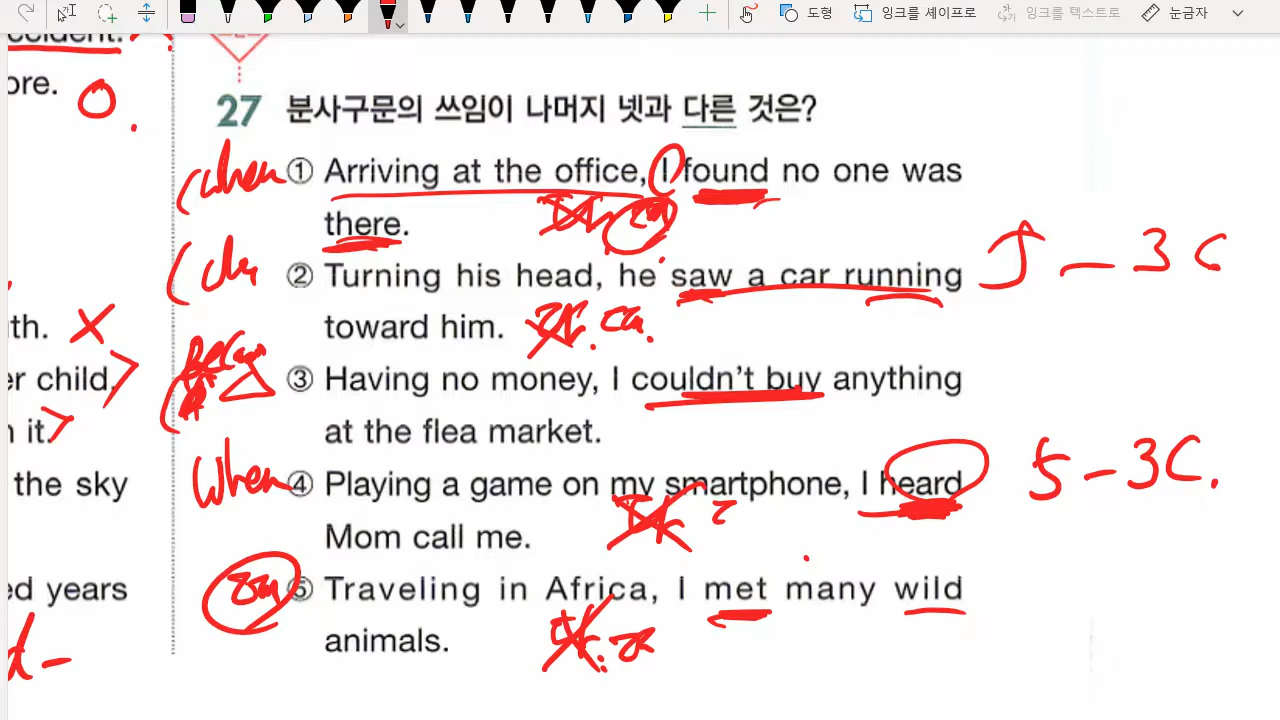 도형
잉크를 셰이프로
잉크를 텍스트로
눈금자
ore.
th.
er child,
n it.
the sky
ed years
27 분사구문의 쓰임이 나머지 넷과 다른 것은?
when ① Arriving at the office, I found no one was
there.
② Turning his head, he saw a car running
toward him.
5-3C
③ Having no money, I couldn't buy anything
at the flea market.
when ④ Playing a game on my smartphone, I heard
Mom call me.
5-3C.
⑤ Traveling in Africa, I met many wild
animals.